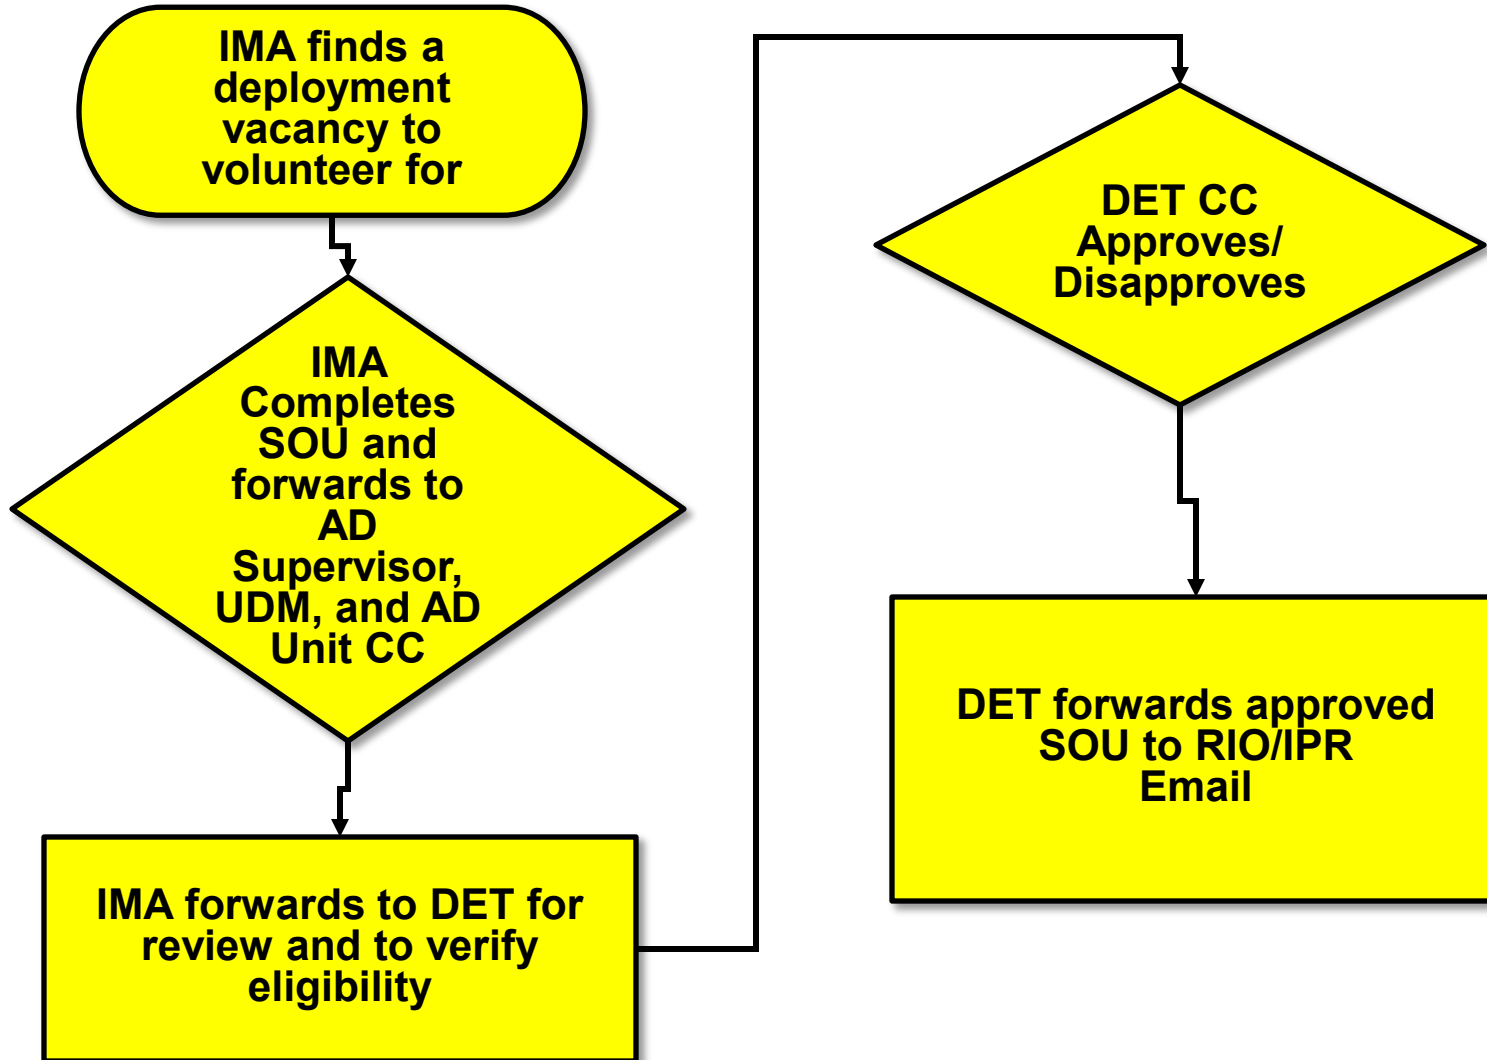 IMA finds a
deployment
vacancy to
volunteer for
IMA
Completes
SOU and
forwards to
AD
Supervisor,
UDM, and AD
Unit CC
IMA forwards to DET for
review and to verify
eligibility
DET CC
Approves/
Disapproves
DET forwards approved
SOU to RIO/IPR
Email